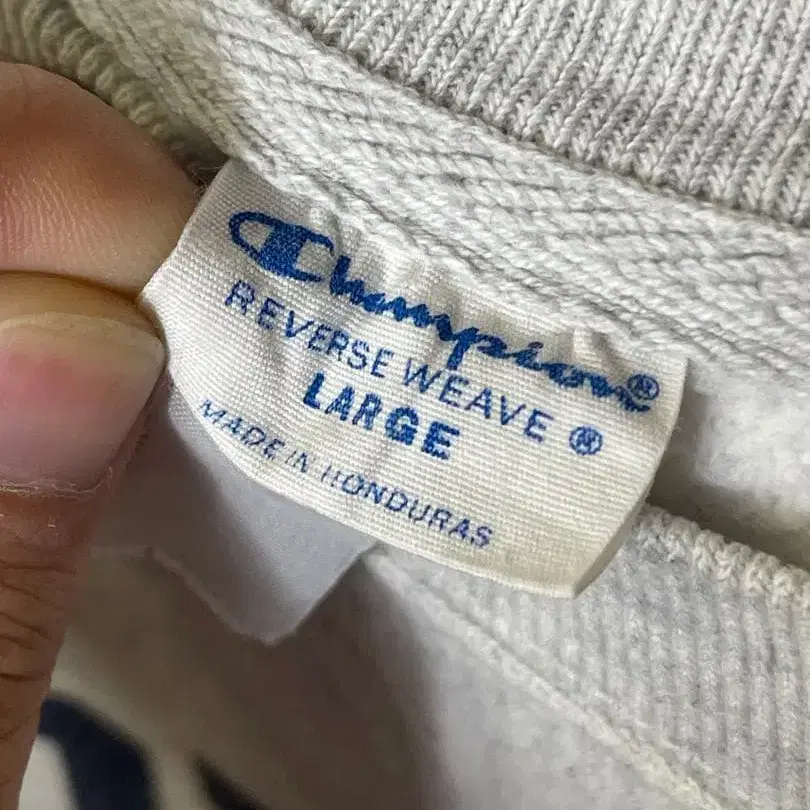 Champion®
REVERSE WEAVE ®
LARGE
MADE IN HONDURAS